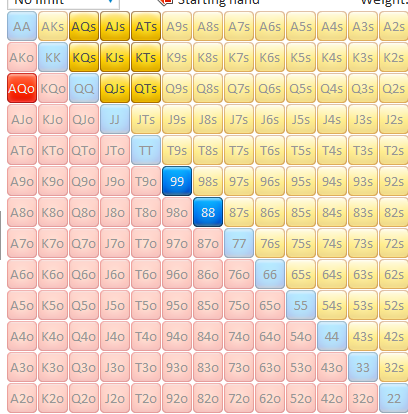 No limit Starting hand Weight:
AA AKs AQs AJs ATs A9s A8s A7s A6s A5s A4s A3s A2s
AKo KK KQs KJs KTs K9s K8s K7s K6s K5s K4s K3s K2s
AQo KQo QQ QJs QTs Q9s Q8s Q7s Q6s Q5s Q4s Q3s Q2s
AJo KJo QJo JJ JTs J9s J8s J7s J6s J5s J4s J3s J2s
ATo KTo QTo JTo TT T9s T8s T7s T6s T5s T4s T3s T2s
A9o K9o Q9o J9o T9o 99 98s 97s 96s 95s 94s 93s 92s
A8o K8o Q8o J8o T8o 98o 88 87s 86s 85s 84s 83s 82s
A7o K7o Q7o J7o T7o 97o 87o 77 76s 75s 74s 73s 72s
A6o K6o Q6o J6o T6o 96o 86o 76o 66 65s 64s 63s 62s
A5o K5o Q5o J5o T5o 95o 85o 75o 65o 55 54s 53s 52s
A4o K4o Q4o J4o T4o 94o 84o 74o 64o 54o 44 43s 42s
A3o K3o Q3o J3o T3o 93o 83o 73o 63o 53o 43o 33 32s
A2o K2o Q2o J2o T2o 92o 82o 72o 62o 52o 42o 32o 22